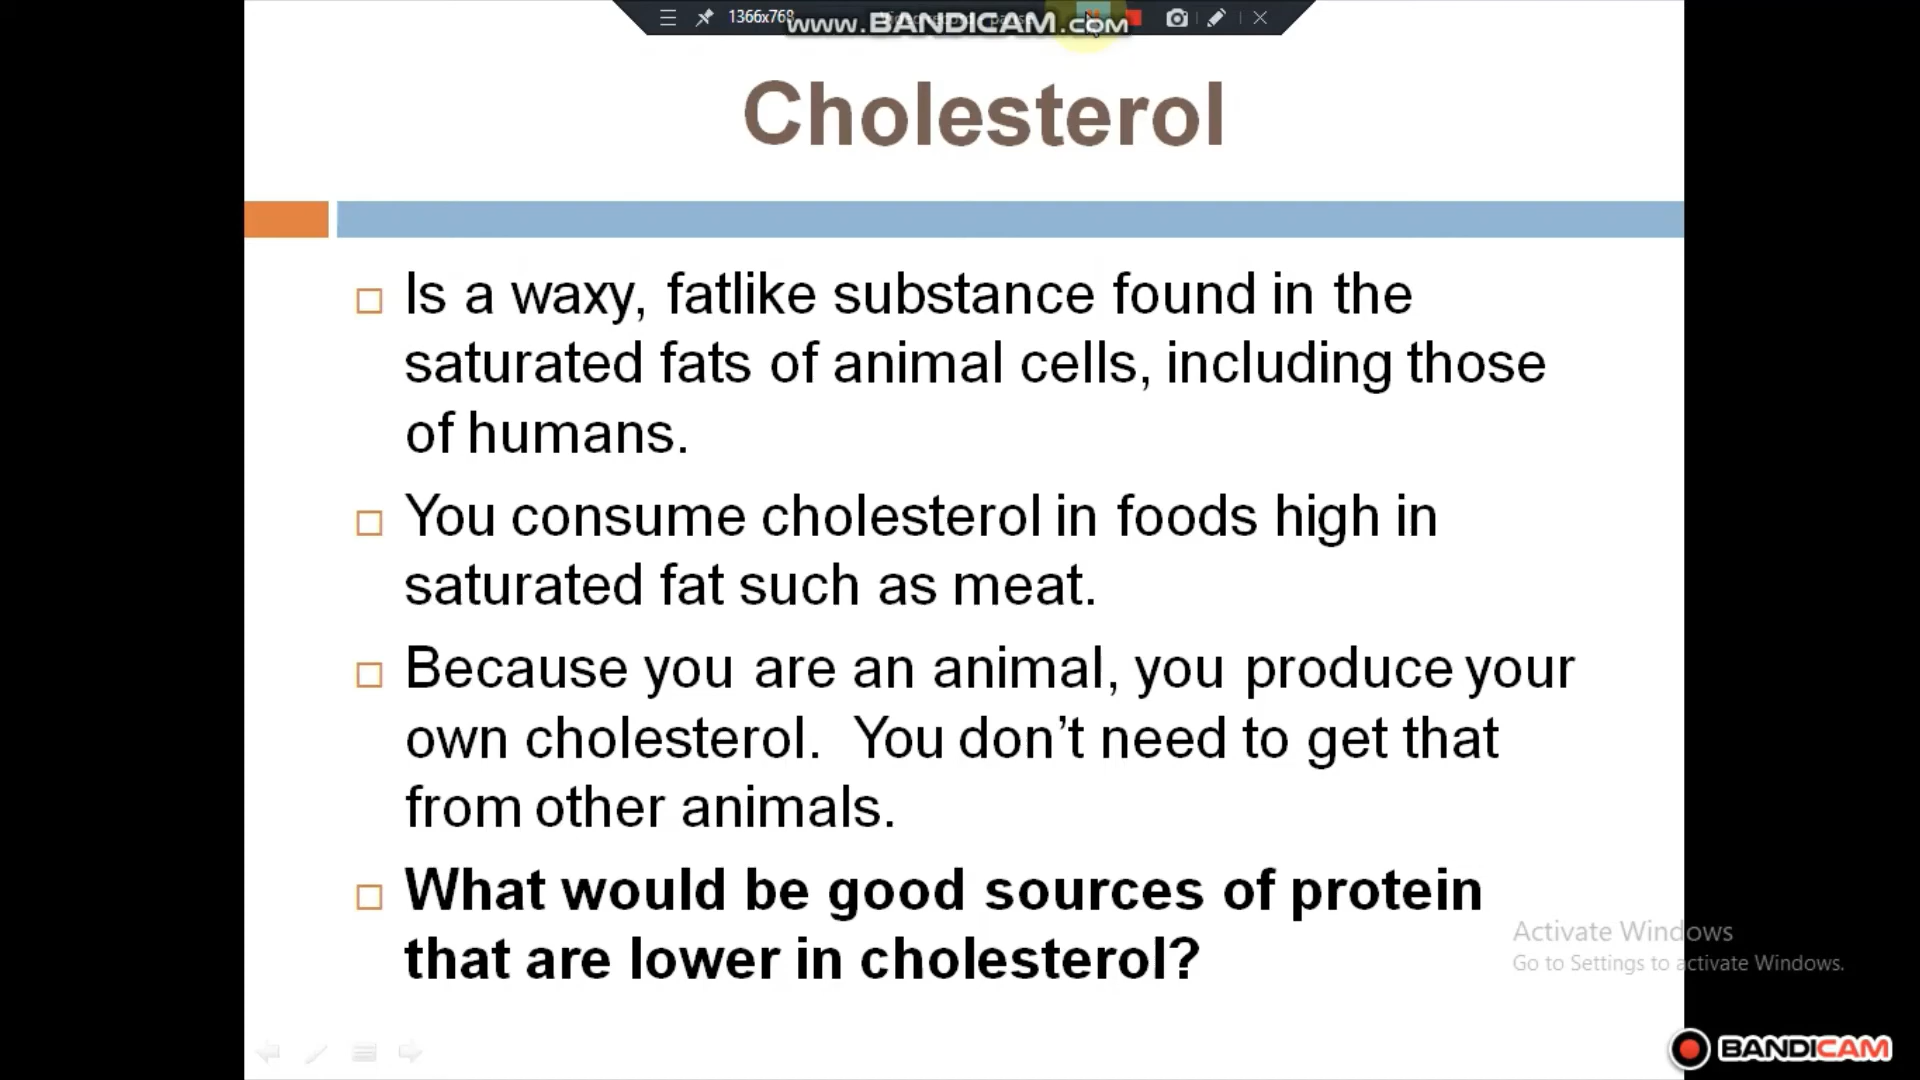 1366x768
www.BANDICAM.COM
Cholesterol
Is a waxy, fatlike substance found in the
saturated fats of animal cells, including those
of humans.
You consume cholesterol in foods high in
saturated fat such as meat.
Because you are an animal, you produce your
own cholesterol.  You don't need to get that
from other animals.
What would be good sources of protein
that are lower in cholesterol?
Activate Windows
Go to Settings to activate Windows.
BANDICAM